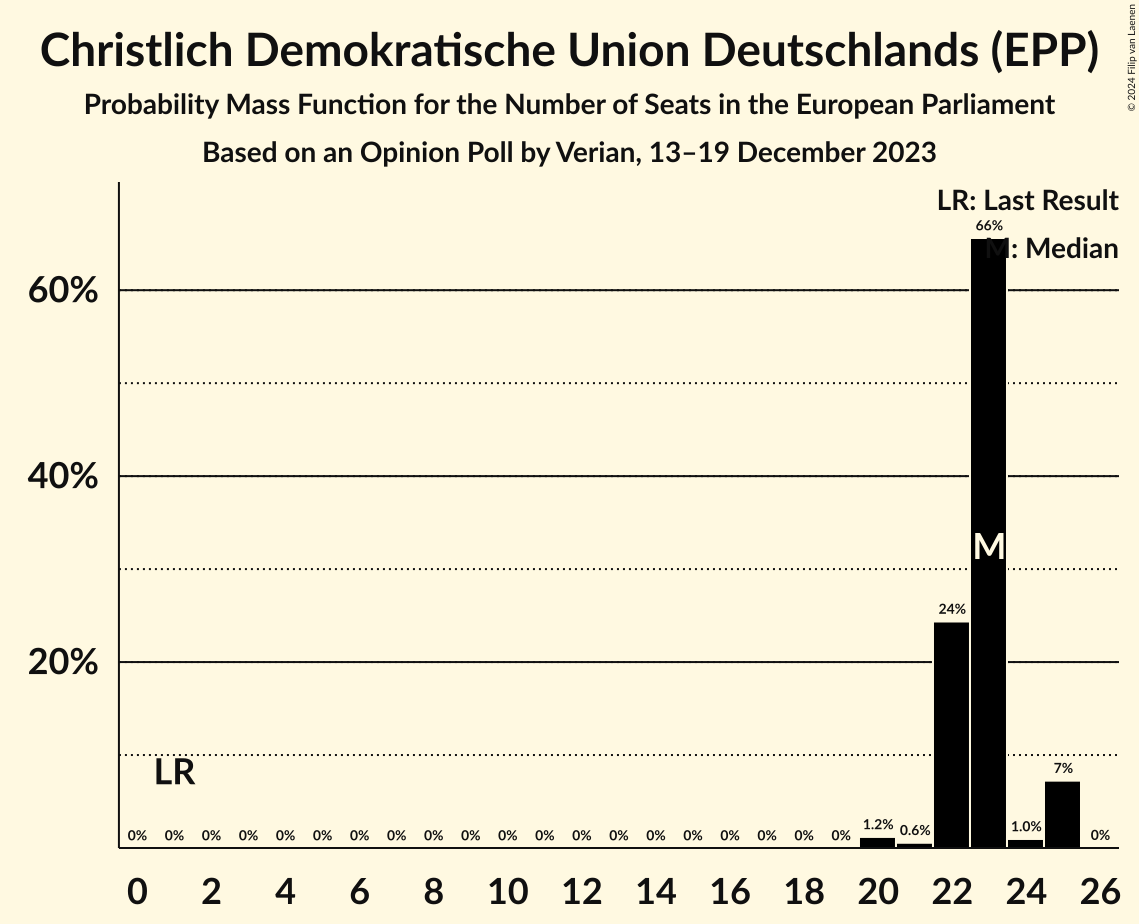 Christlich Demokratische Union Deutschlands (EPP)
Probability Mass Function for the Number of Seats in the European Parliament
Based on an Opinion Poll by Verian, 13–19 December 2023
© 2024 Filip van Laenen
LR: Last Result
M: Median
60%
40%
20%
66%
M
24%
LR
7%
0% 0% 0% 0% 0% 0% 0% 0% 0% 0% 0% 0% 0% 0% 0% 0% 0% 0% 0% 0% 1.2% 0.6% 1.0% 0%
0 2 4 6 8 10 12 14 16 18 20 22 24 26